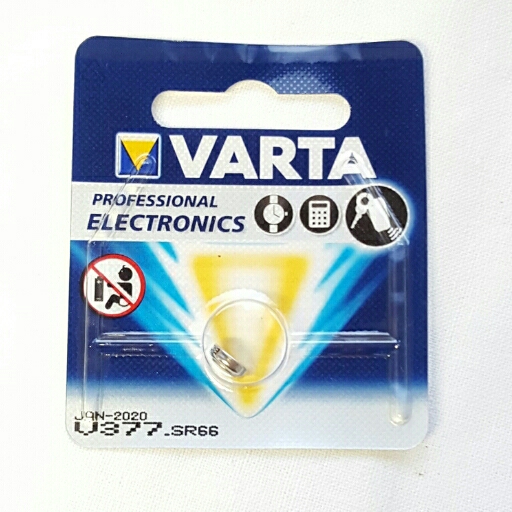 VARTA
PROFESSIONAL
ELECTRONICS
JAN-2020
V377 SR66